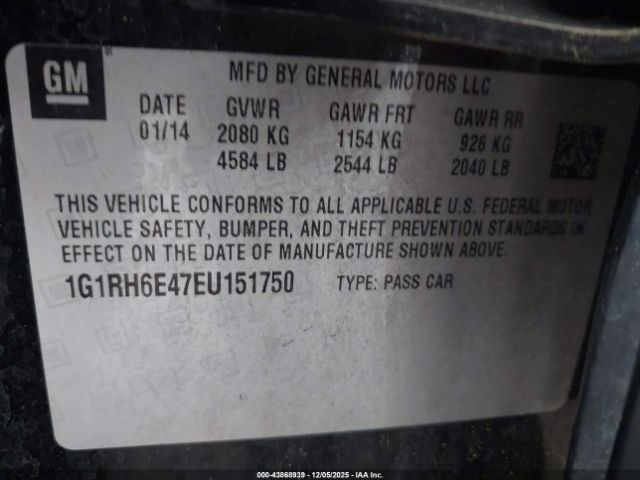 GM
MFD BY GENERAL MOTORS LLC
DATE GVWR GAWR FRT GAWR RR
01/14 2080 KG 1154 KG 926 KG
4584 LB 2544 LB 2040 LB
THIS VEHICLE CONFORMS TO ALL APPLICABLE U.S. FEDERAL MOTOR
VEHICLE SAFETY, BUMPER, AND THEFT PREVENTION STANDARDS IN
EFFECT ON THE DATE OF MANUFACTURE SHOWN ABOVE.
1G1RH6E47EU151750 TYPE: PASS CAR
000-43868939 - 12/05/2025 - IAA Inc.